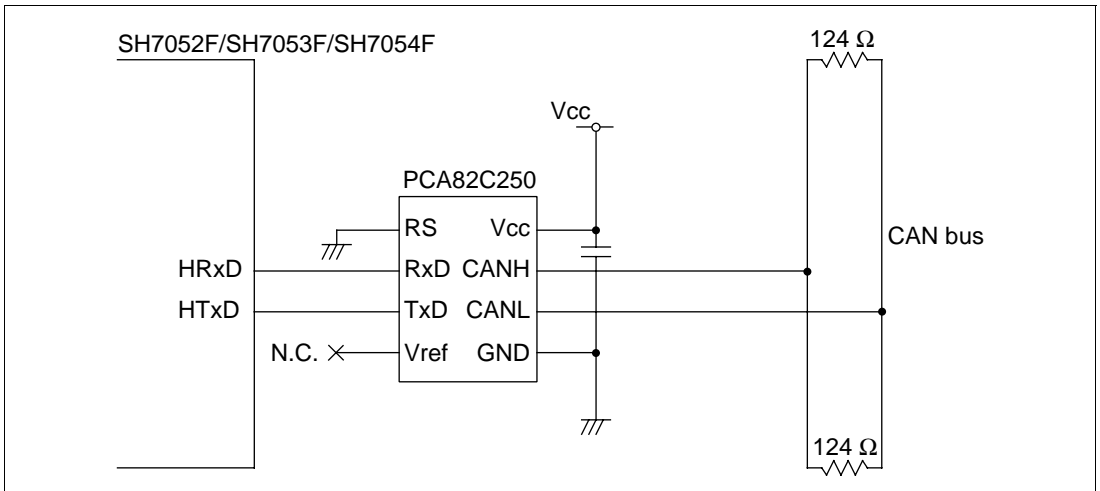 SH7052F/SH7053F/SH7054F
124 Ω
Vcc
PCA82C250
RS Vcc
CAN bus
HRxD RxD CANH
HTxD TxD CANL
N.C. Vref GND
124 Ω